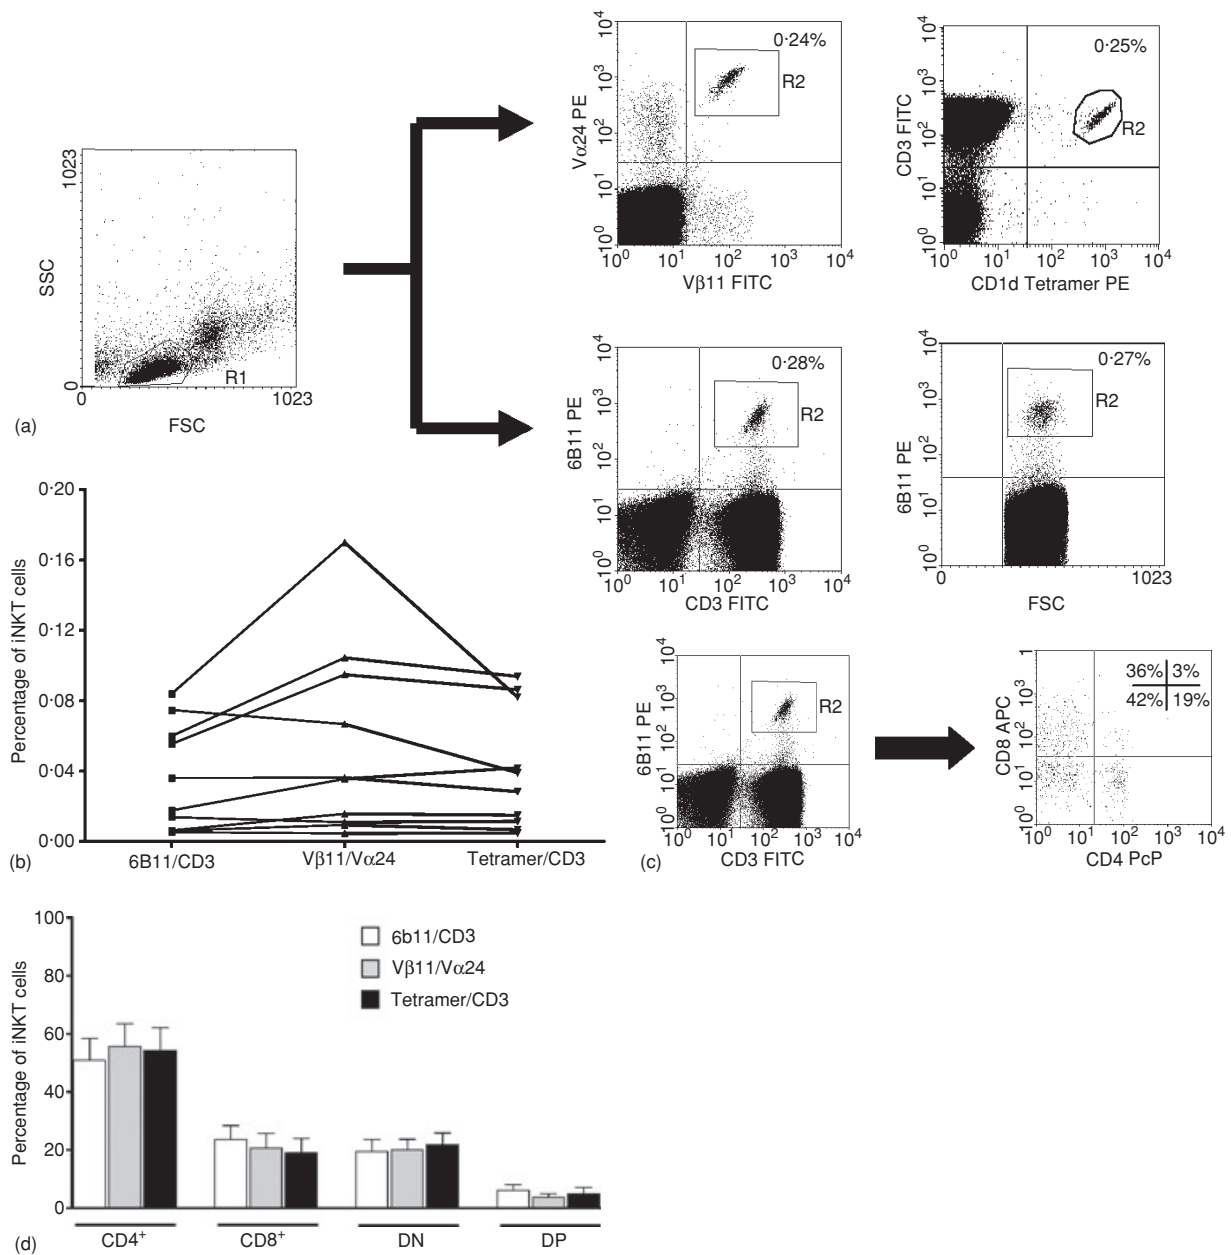 (a)
SSC
1023
0
0
1023
FSC
R1
Vα24 PE
10⁴
10³
10²
10¹
10⁰
0·24%
R2
10⁰ 10¹ 10² 10³ 10⁴
Vβ11 FITC
CD3 FITC
10⁴
10³
10²
10¹
10⁰
0·25%
R2
10⁰ 10¹ 10² 10³ 10⁴
CD1d Tetramer PE
6B11 PE
10⁴
10³
10²
10¹
10⁰
0·28%
R2
10⁰ 10¹ 10² 10³ 10⁴
CD3 FITC
6B11 PE
10⁴
10³
10²
10¹
10⁰
0·27%
R2
0 1023
FSC
(b)
Percentage of iNKT cells
0·20
0·16
0·12
0·08
0·04
0·00
6B11/CD3 Vβ11/Vα24 Tetramer/CD3
(c)
6B11 PE
10⁴
10³
10²
10¹
10⁰
R2
10⁰ 10¹ 10² 10³ 10⁴
CD3 FITC
CD8 APC
1
10³
10²
10¹
10⁰
36% 3%
42% 19%
10⁰ 10¹ 10² 10³ 10⁴
CD4 PcP
(d)
Percentage of iNKT cells
100
80
60
40
20
0
6b11/CD3
Vβ11/Vα24
Tetramer/CD3
CD4⁺ CD8⁺ DN DP